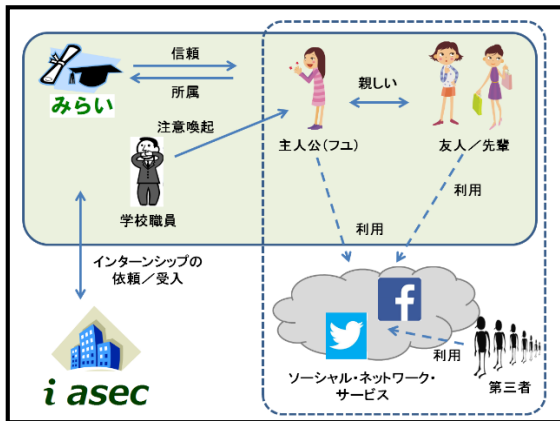 信頼
所属
みらい
注意喚起
親しい
主人公(フユ)
友人／先輩
学校職員
利用
利用
インターンシップの
依頼／受入
i asec
利用
ソーシャル・ネットワーク・
サービス
第三者